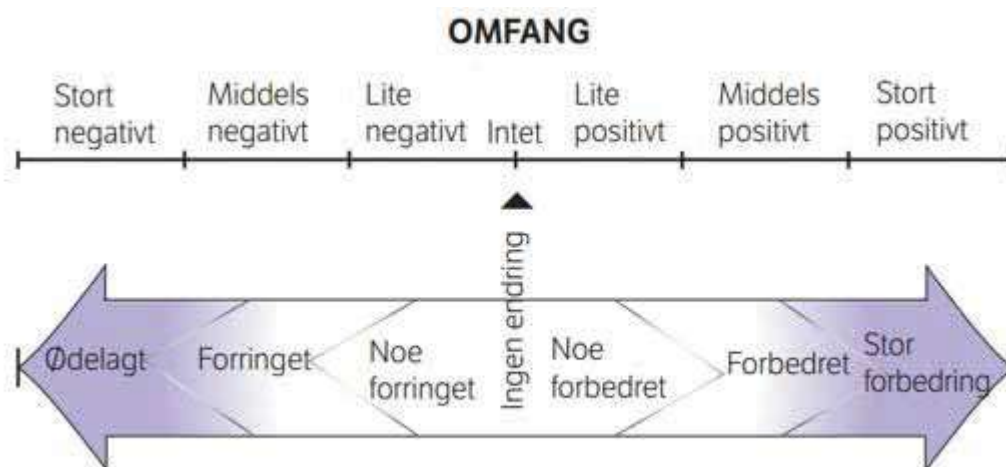 OMFANG
Stort
negativt
Middels
negativt
Lite
negativt
Intet
Lite
positivt
Middels
positivt
Stort
positivt
Ingen endring
Ødelagt
Forringet
Noe
forringet
Noe
forbedret
Forbedret
Stor
forbedring